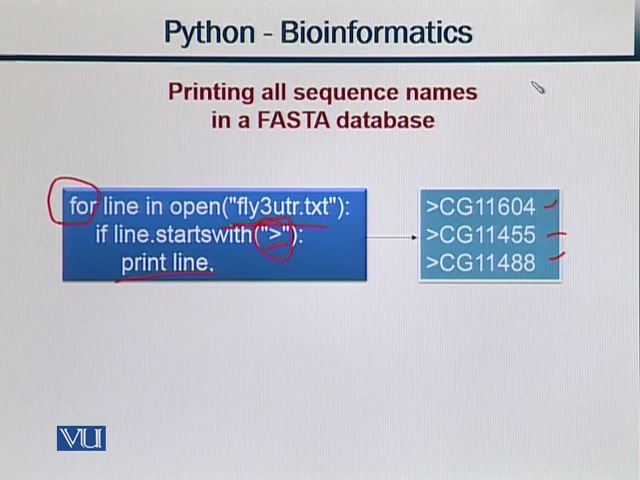 Python - Bioinformatics
Printing all sequence names
in a FASTA database
for line in open("fly3utr.txt"):
if line.startswith(">"):
print line,
>CG11604
>CG11455
>CG11488
VU